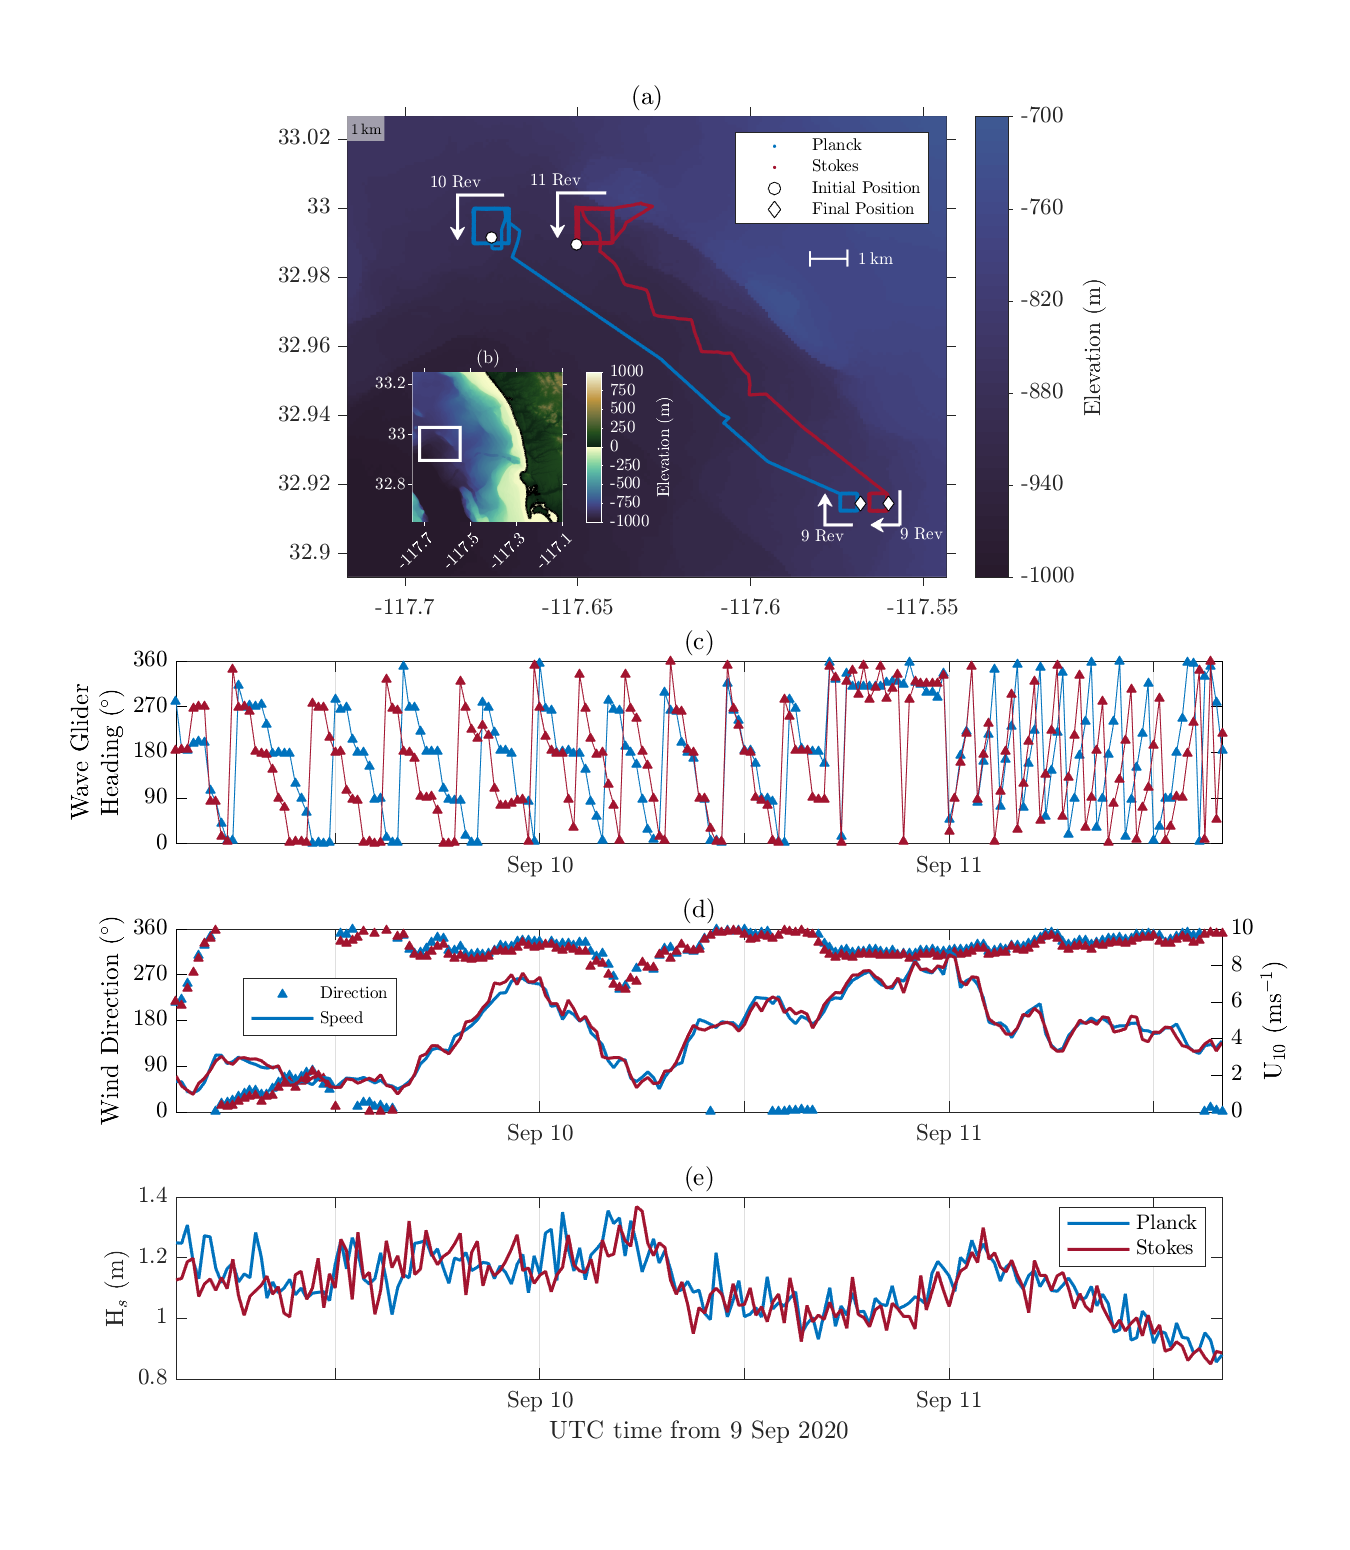 (a)
1 km
33.02
33
32.98
32.96
32.94
32.92
32.9
10 Rev
11 Rev
Planck
Stokes
Initial Position
Final Position
1 km
9 Rev
9 Rev
-117.7
-117.65
-117.6
-117.55
-700
-760
-820
-880
-940
-1000
Elevation (m)
(b)
33.2
33
32.8
-117.7
-117.5
-117.3
-117.1
1000
750
500
250
0
-250
-500
-750
-1000
Elevation (m)
(c)
Wave Glider
Heading (°)
360
270
180
90
0
Sep 10
Sep 11
(d)
Wind Direction (°)
360
270
180
90
0
Direction
Speed
10
8
6
4
2
0
U10 (ms−1)
Sep 10
Sep 11
(e)
Hs (m)
1.4
1.2
1
0.8
Planck
Stokes
Sep 10
Sep 11
UTC time from 9 Sep 2020